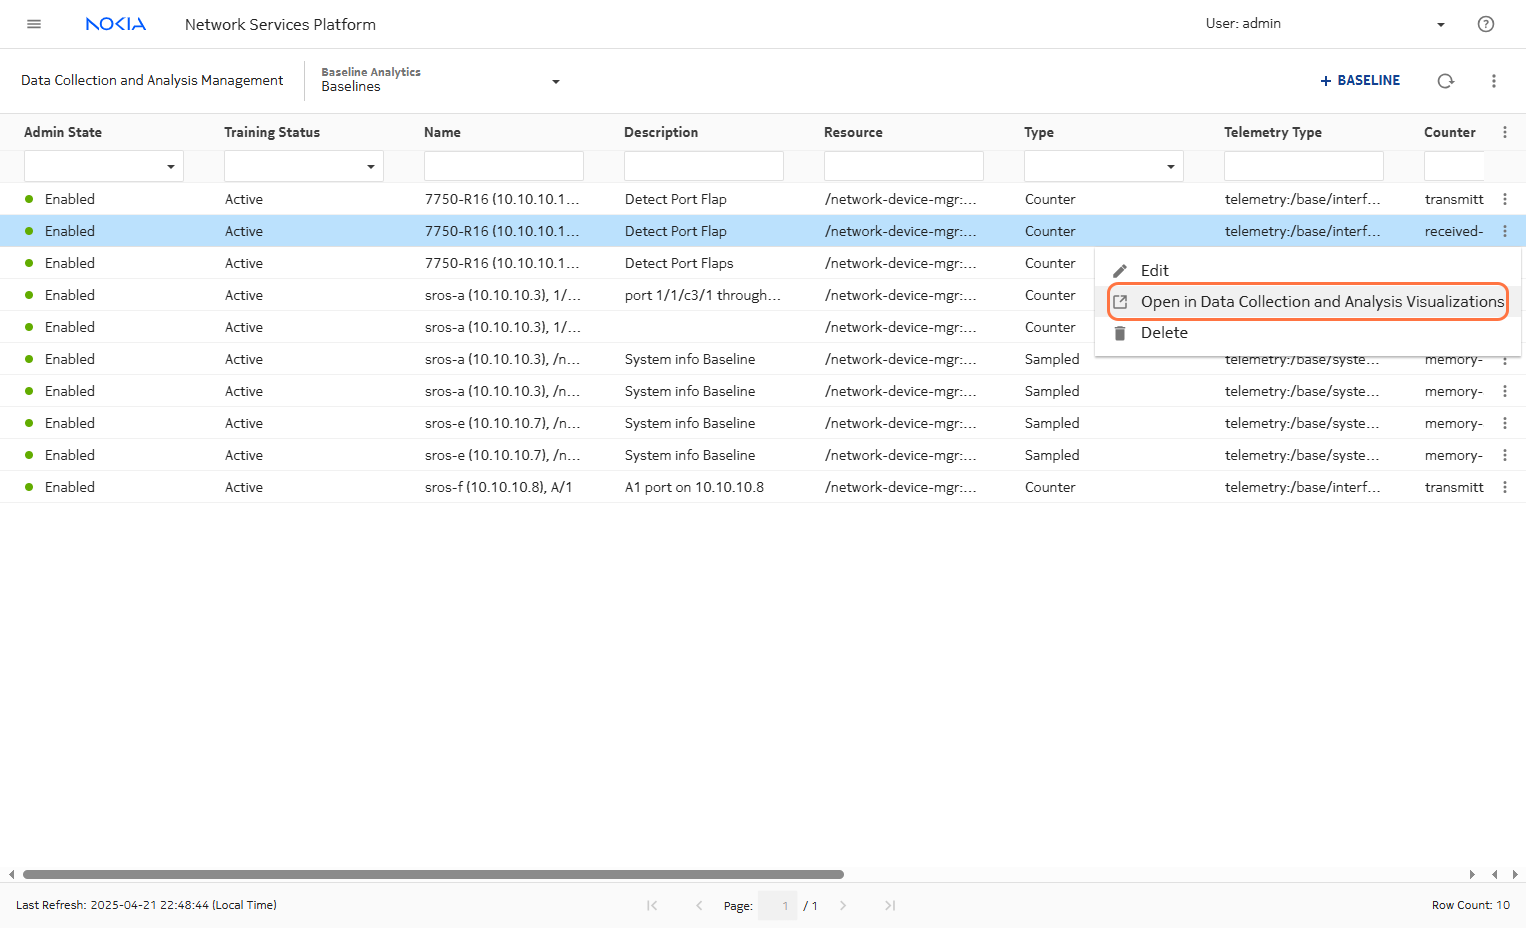 NOKIA Network Services Platform User: admin
Data Collection and Analysis Management Baseline Analytics + BASELINE
Baselines
Admin State Training Status Name Description Resource Type Telemetry Type Counter
Enabled Active 7750-R16 (10.10.10.1... Detect Port Flap /network-device-mgr:... Counter telemetry:/base/interf... transmitt
Enabled Active 7750-R16 (10.10.10.1... Detect Port Flap /network-device-mgr:... Counter telemetry:/base/interf... received-
Enabled Active 7750-R16 (10.10.10.1... Detect Port Flaps /network-device-mgr:... Counter
Edit
Enabled Active sros-a (10.10.10.3), 1/... port 1/1/c3/1 through... /network-device-mgr:... Counter
Open in Data Collection and Analysis Visualizations
Enabled Active sros-a (10.10.10.3), 1/... /network-device-mgr:... Counter
Delete
Enabled Active sros-a (10.10.10.3), /n... System info Baseline /network-device-mgr:... Sampled telemetry:/base/syste... memory-
Enabled Active sros-a (10.10.10.3), /n... System info Baseline /network-device-mgr:... Sampled telemetry:/base/syste... memory-
Enabled Active sros-e (10.10.10.7), /n... System info Baseline /network-device-mgr:... Sampled telemetry:/base/syste... memory-
Enabled Active sros-e (10.10.10.7), /n... System info Baseline /network-device-mgr:... Sampled telemetry:/base/syste... memory-
Enabled Active sros-f (10.10.10.8), A/1 A1 port on 10.10.10.8 /network-device-mgr:... Counter telemetry:/base/interf... transmitt
Last Refresh: 2025-04-21 22:48:44 (Local Time) Page: 1 / 1 Row Count: 10